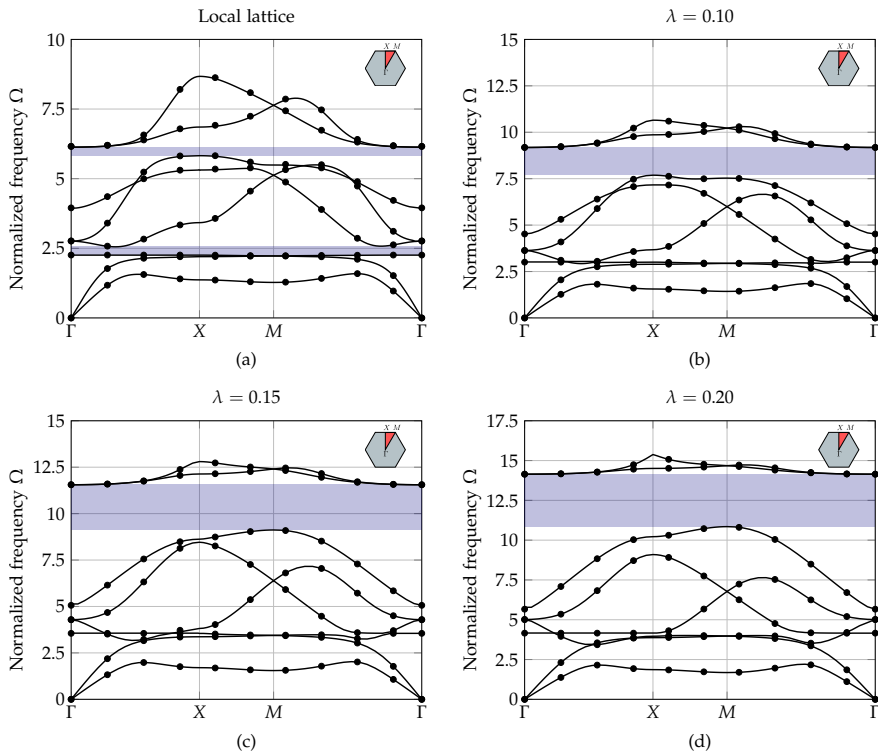 Local lattice
Normalized frequency Ω
10
7.5
5
2.5
0
Γ
X
M
Γ
X M
Γ
(a)
λ = 0.10
Normalized frequency Ω
15
12.5
10
7.5
5
2.5
0
Γ
X
M
Γ
X M
Γ
(b)
λ = 0.15
Normalized frequency Ω
15
12.5
10
7.5
5
2.5
0
Γ
X
M
Γ
X M
Γ
(c)
λ = 0.20
Normalized frequency Ω
17.5
15
12.5
10
7.5
5
2.5
0
Γ
X
M
Γ
X M
Γ
(d)